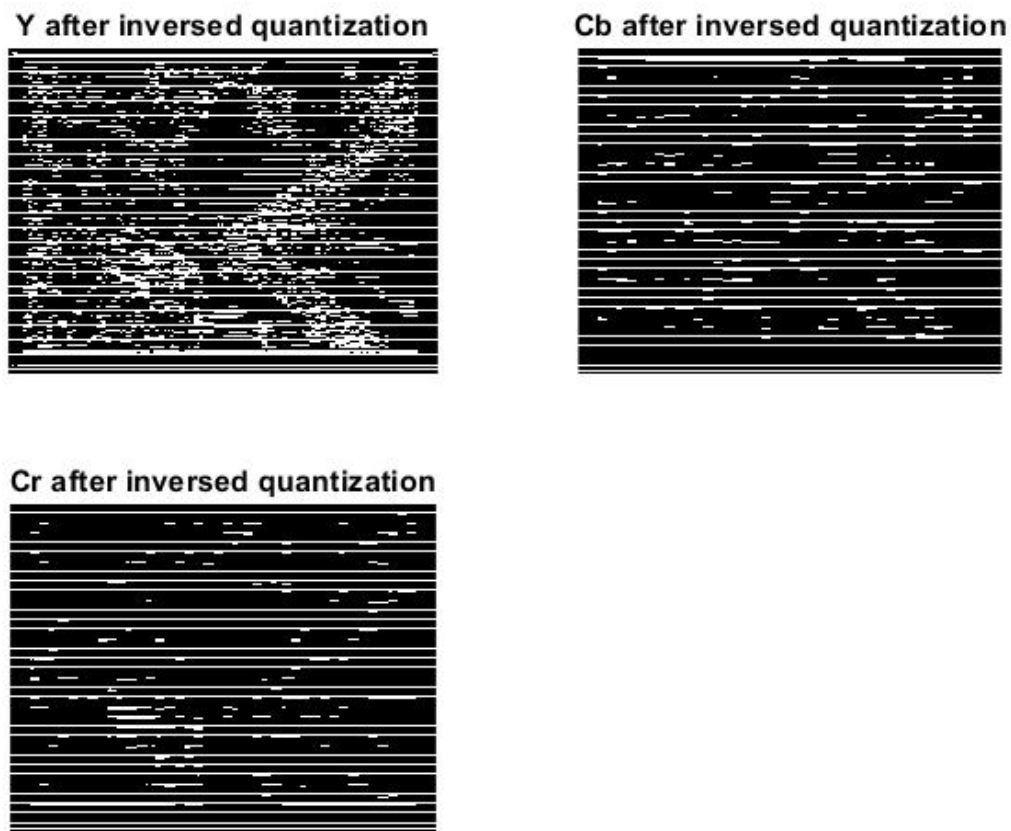 Y after inversed quantization
Cb after inversed quantization
Cr after inversed quantization